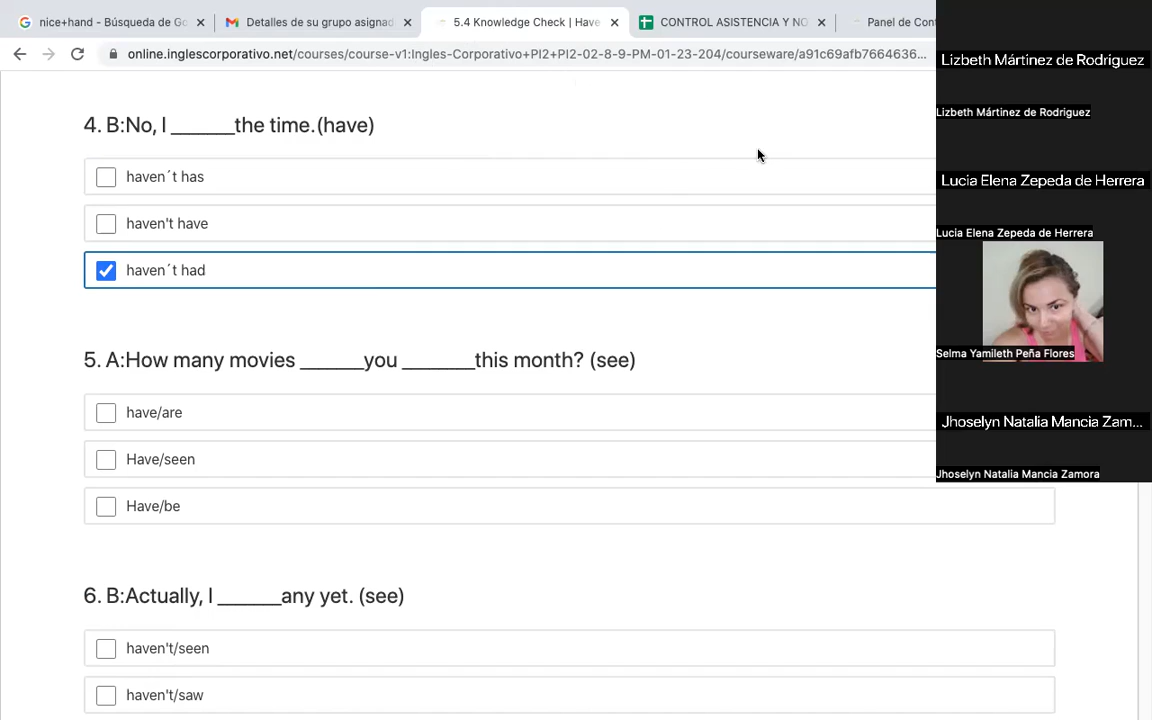 nice+hand - Búsqueda de Go
Detalles de su grupo asignad
5.4 Knowledge Check | Have
CONTROL ASISTENCIA Y NO
Panel de Cont
online.inglescorporativo.net/courses/course-v1:Ingles-Corporativo+PI2+PI2-02-8-9-PM-01-23-204/courseware/a91c69afb7664636...
4. B:No, I ______the time.(have)
haven´t has
haven't have
haven´t had
5. A:How many movies ______you _______this month? (see)
have/are
Have/seen
Have/be
6. B:Actually, I ______any yet. (see)
haven't/seen
haven't/saw
Lizbeth Mártinez de Rodriguez
Lizbeth Mártinez de Rodriguez
Lucia Elena Zepeda de Herrera
Lucia Elena Zepeda de Herrera
Selma Yamileth Peña Flores
Jhoselyn Natalia Mancia Zam...
Jhoselyn Natalia Mancia Zamora